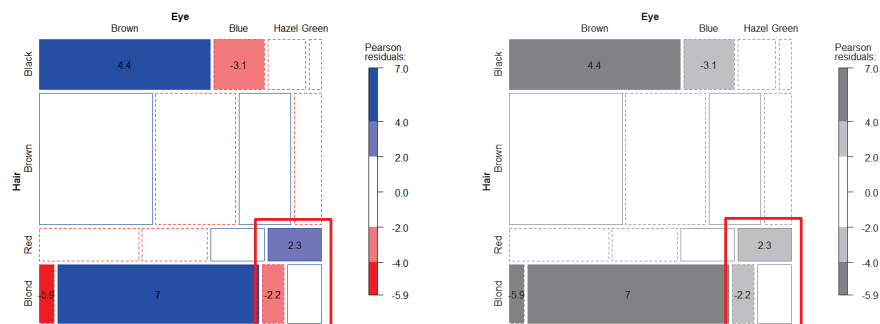 Eye
Brown Blue Hazel Green
Hair
Black
Brown
Red
Blond
4.4
-3.1
2.3
-5.9
7
-2.2
Pearson
residuals:
7.0
4.0
2.0
0.0
-2.0
-4.0
-5.9
Eye
Brown Blue Hazel Green
Hair
Black
Brown
Red
Blond
4.4
-3.1
2.3
-5.9
7
-2.2
Pearson
residuals:
7.0
4.0
2.0
0.0
-2.0
-4.0
-5.9